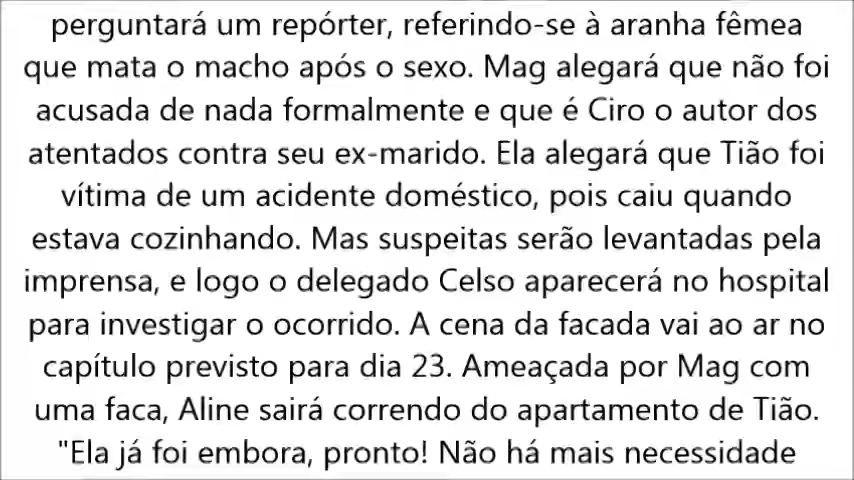 perguntará um repórter, referindo-se à aranha fêmea
que mata o macho após o sexo. Mag alegará que não foi
acusada de nada formalmente e que é Ciro o autor dos
atentados contra seu ex-marido. Ela alegará que Tião foi
vítima de um acidente doméstico, pois caiu quando
estava cozinhando. Mas suspeitas serão levantadas pela
imprensa, e logo o delegado Celso aparecerá no hospital
para investigar o ocorrido. A cena da facada vai ao ar no
capítulo previsto para dia 23. Ameaçada por Mag com
uma faca, Aline sairá correndo do apartamento de Tião.
"Ela já foi embora, pronto! Não há mais necessidade